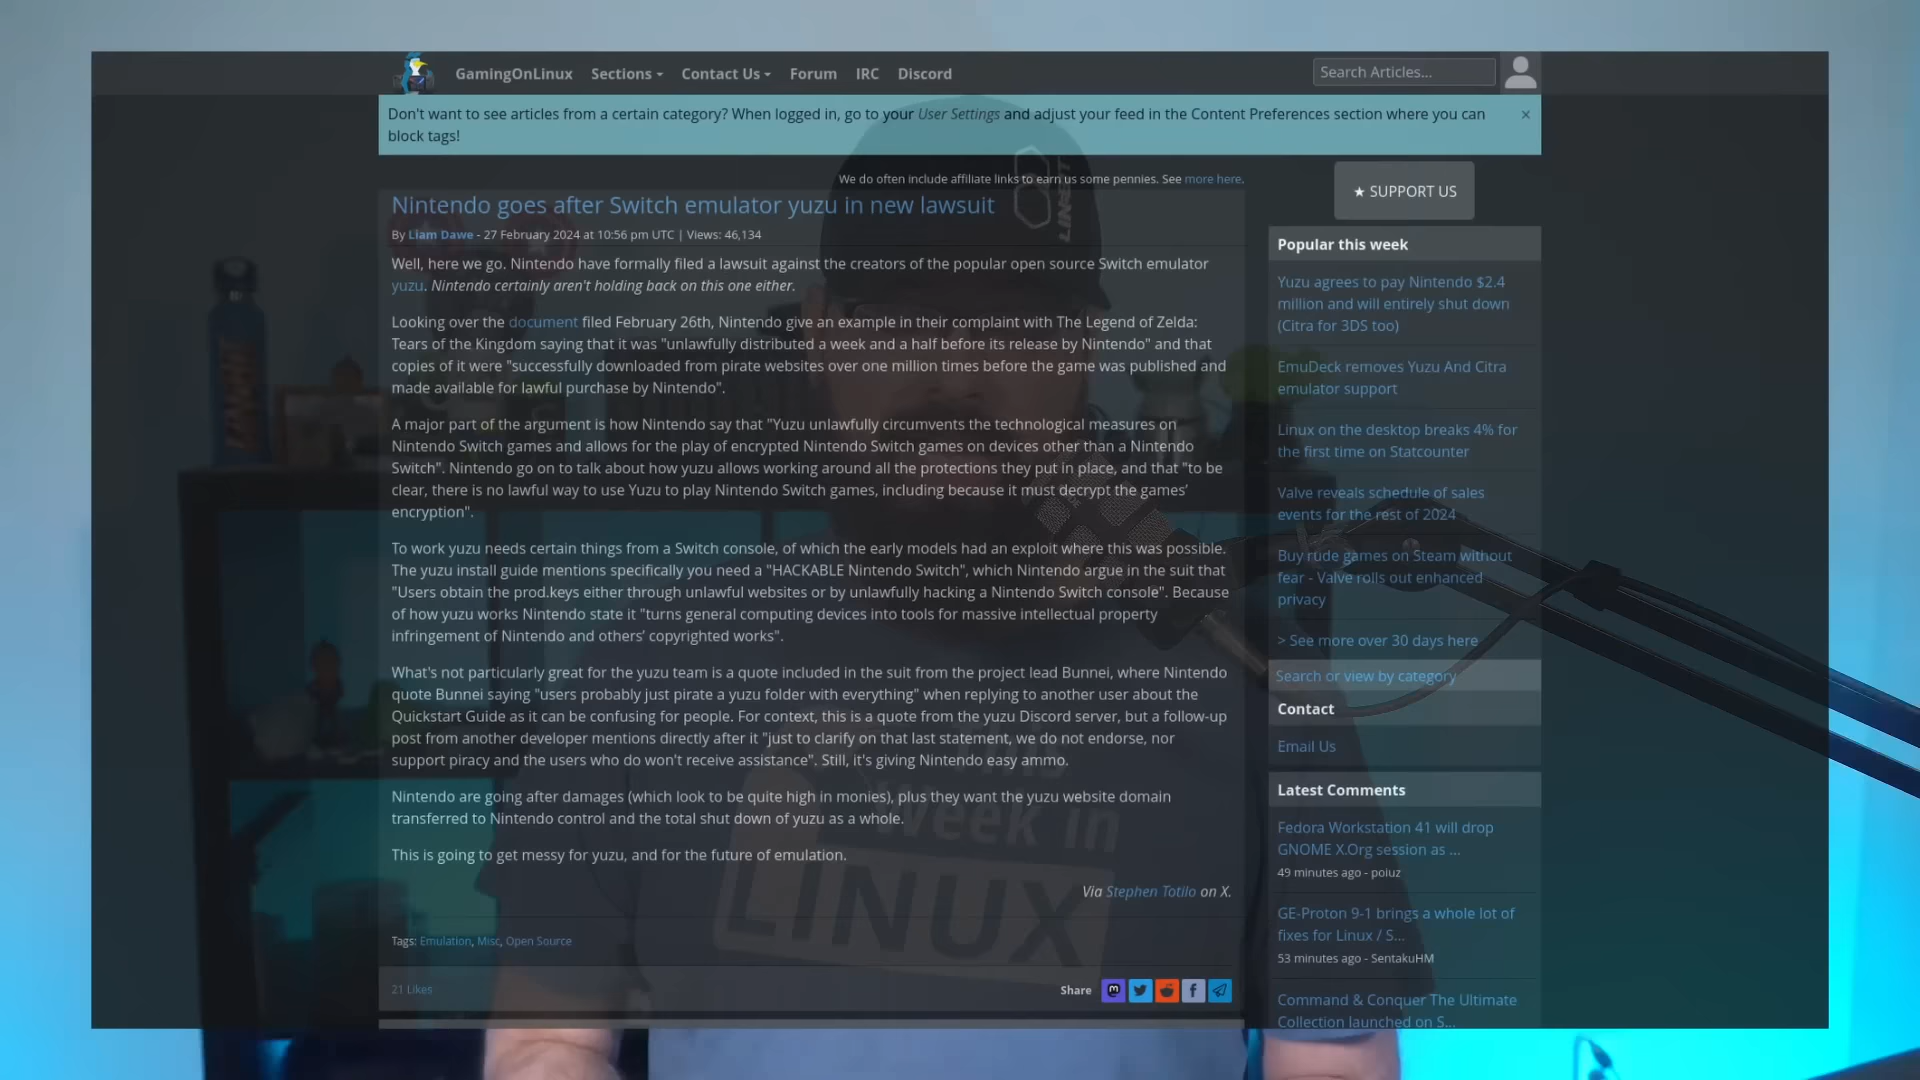 GamingOnLinux Sections Contact Us Forum IRC Discord Search Articles...
Don't want to see articles from a certain category? When logged in, go to your User Settings and adjust your feed in the Content Preferences section where you can
block tags!
×
We do often include affiliate links to earn us some pennies. See more here.
Nintendo goes after Switch emulator yuzu in new lawsuit
By Liam Dawe - 27 February 2024 at 10:56 pm UTC | Views: 46,134
Well, here we go. Nintendo have formally filed a lawsuit against the creators of the popular open source Switch emulator
yuzu. Nintendo certainly aren't holding back on this one either.
Looking over the document filed February 26th, Nintendo give an example in their complaint with The Legend of Zelda:
Tears of the Kingdom saying that it was "unlawfully distributed a week and a half before its release by Nintendo" and that
copies of it were "successfully downloaded from pirate websites over one million times before the game was published and
made available for lawful purchase by Nintendo".
A major part of the argument is how Nintendo say that "Yuzu unlawfully circumvents the technological measures on
Nintendo Switch games and allows for the play of encrypted Nintendo Switch games on devices other than a Nintendo
Switch". Nintendo go on to talk about how yuzu allows working around all the protections they put in place, and that "to be
clear, there is no lawful way to use Yuzu to play Nintendo Switch games, including because it must decrypt the games’
encryption".
To work yuzu needs certain things from a Switch console, of which the early models had an exploit where this was possible.
The yuzu install guide mentions specifically you need a "HACKABLE Nintendo Switch", which Nintendo argue in the suit that
"Users obtain the prod.keys either through unlawful websites or by unlawfully hacking a Nintendo Switch console". Because
of how yuzu works Nintendo state it "turns general computing devices into tools for massive intellectual property
infringement of Nintendo and others’ copyrighted works".
What's not particularly great for the yuzu team is a quote included in the suit from the project lead Bunnei, where Nintendo
quote Bunnei saying "users probably just pirate a yuzu folder with everything" when replying to another user about the
Quickstart Guide as it can be confusing for people. For context, this is a quote from the yuzu Discord server, but a follow-up
post from another developer mentions directly after it "just to clarify on that last statement, we do not endorse, nor
support piracy and the users who do won't receive assistance". Still, it's giving Nintendo easy ammo.
Nintendo are going after damages (which look to be quite high in monies), plus they want the yuzu website domain
transferred to Nintendo control and the total shut down of yuzu as a whole.
This is going to get messy for yuzu, and for the future of emulation.
Via Stephen Totilo on X.
Tags: Emulation, Misc, Open Source
21 Likes
Share
★ SUPPORT US
Popular this week
Yuzu agrees to pay Nintendo $2.4
million and will entirely shut down
(Citra for 3DS too)
EmuDeck removes Yuzu And Citra
emulator support
Linux on the desktop breaks 4% for
the first time on Statcounter
Valve reveals schedule of sales
events for the rest of 2024
Buy rude games on Steam without
fear - Valve rolls out enhanced
privacy
> See more over 30 days here
Search or view by category
Contact
Email Us
Latest Comments
Fedora Workstation 41 will drop
GNOME X.Org session as ...
49 minutes ago - poiuz
GE-Proton 9-1 brings a whole lot of
fixes for Linux / S...
53 minutes ago - SentakuHM
Command & Conquer The Ultimate
Collection launched on S...
This
Week in
LINUX